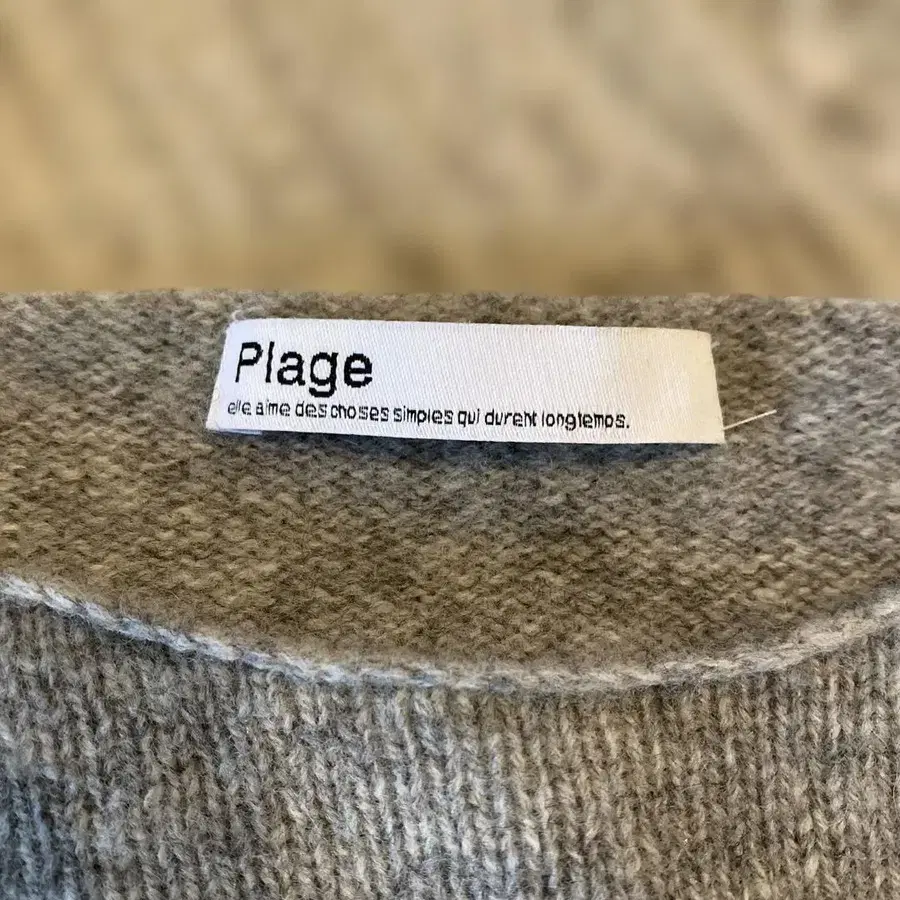 Plage
elle aime des choses simples qui durent longtemps.